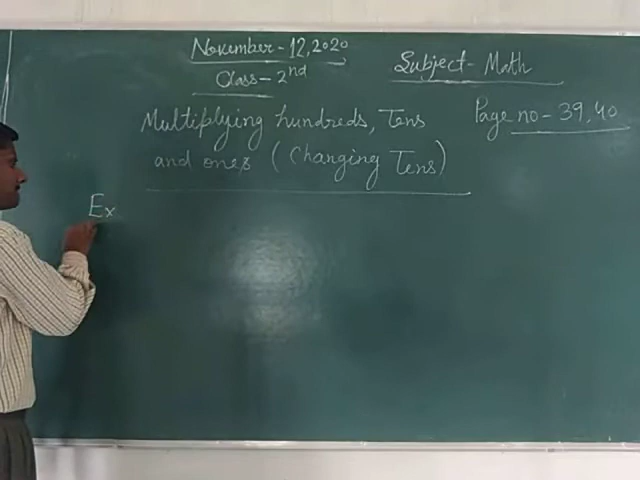 November - 12, 2020
Subject - Math
Class - 2nd
Page no - 39, 40
Multiplying hundreds, Tens
and ones (Changing Tens)
Ex